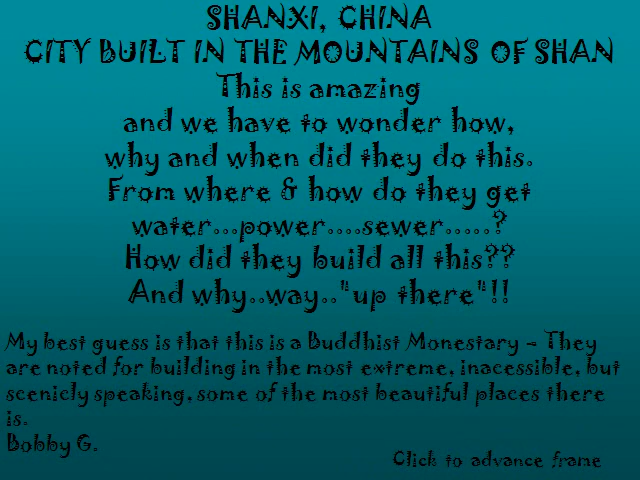 SHANXI, CHINA
CITY BUILT IN THE MOUNTAINS OF SHAN
This is amazing
and we have to wonder how,
why and when did they do this.
From where & how do they get
water...power....sewer.....?
How did they build all this??
And why..way.."up there"!!
My best guess is that this is a Buddhist Monestary - They
are noted for building in the most extreme, inacessible, but
scenicly speaking, some of the most beautiful places there
is.
Bobby G.
Click to advance frame